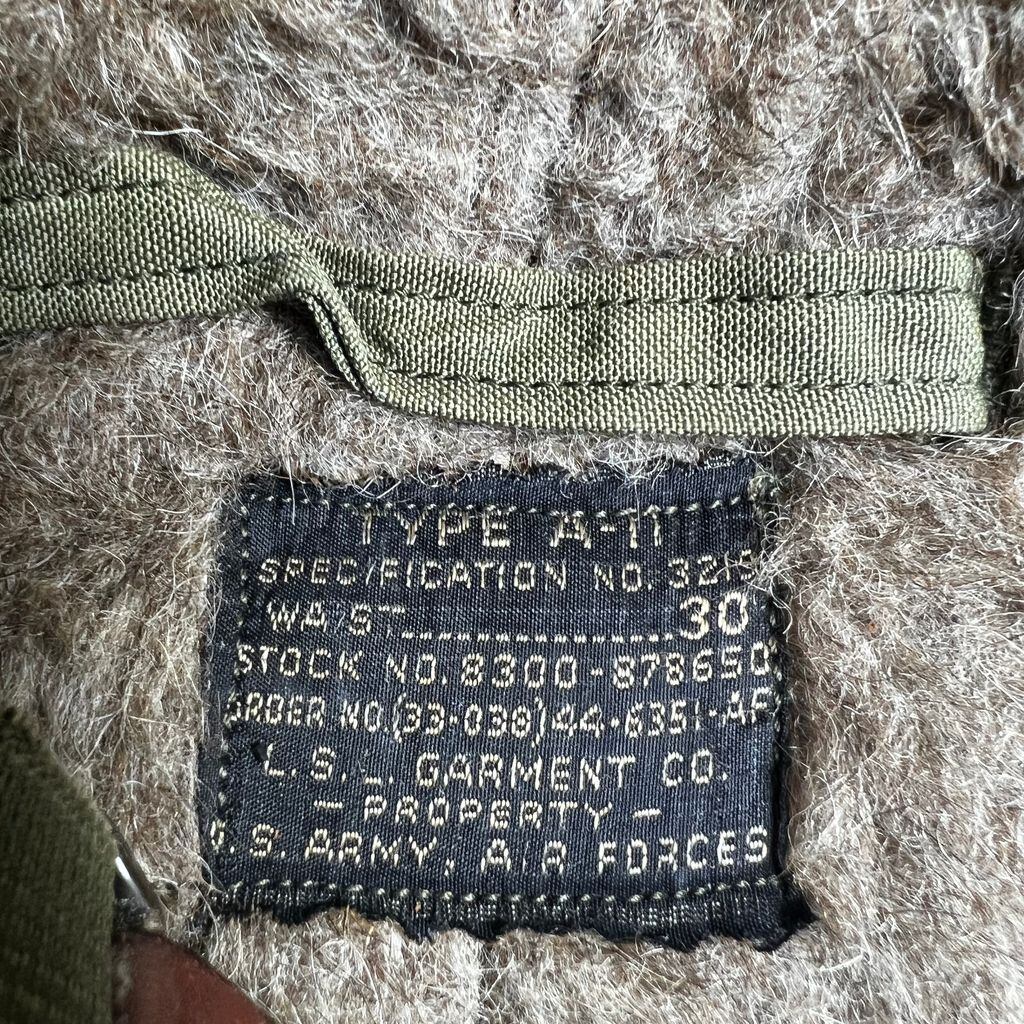 TYPE A-11
SPECIFICATION NO. 3215
WAIST....................30
STOCK NO. 8300-878650
ORDER NO.(33-038)44-6351-AF
L. S. GARMENT CO.
— PROPERTY —
U. S. ARMY, AIR FORCES